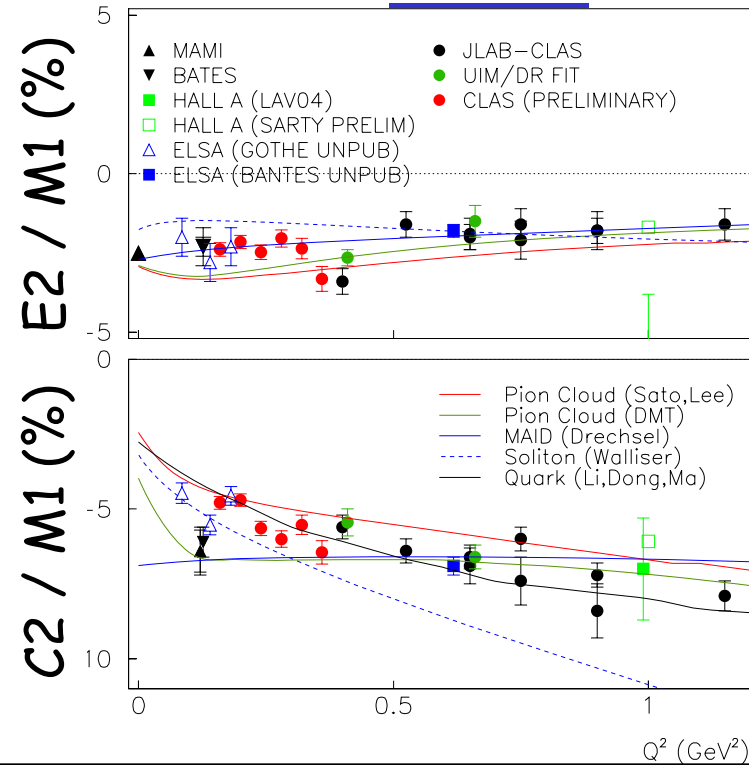 5
E2 / M1 (%)
MAMI
BATES
HALL A (LAV04)
HALL A (SARTY PRELIM)
ELSA (GOTHE UNPUB)
ELSA (BANTES UNPUB)
JLAB-CLAS
UIM/DR FIT
CLAS (PRELIMINARY)
0
-5
0
C2 / M1 (%)
Pion Cloud (Sato,Lee)
Pion Cloud (DMT)
MAID (Drechsel)
Soliton (Walliser)
Quark (Li,Dong,Ma)
-5
10
0 0.5 1
Q² (GeV²)